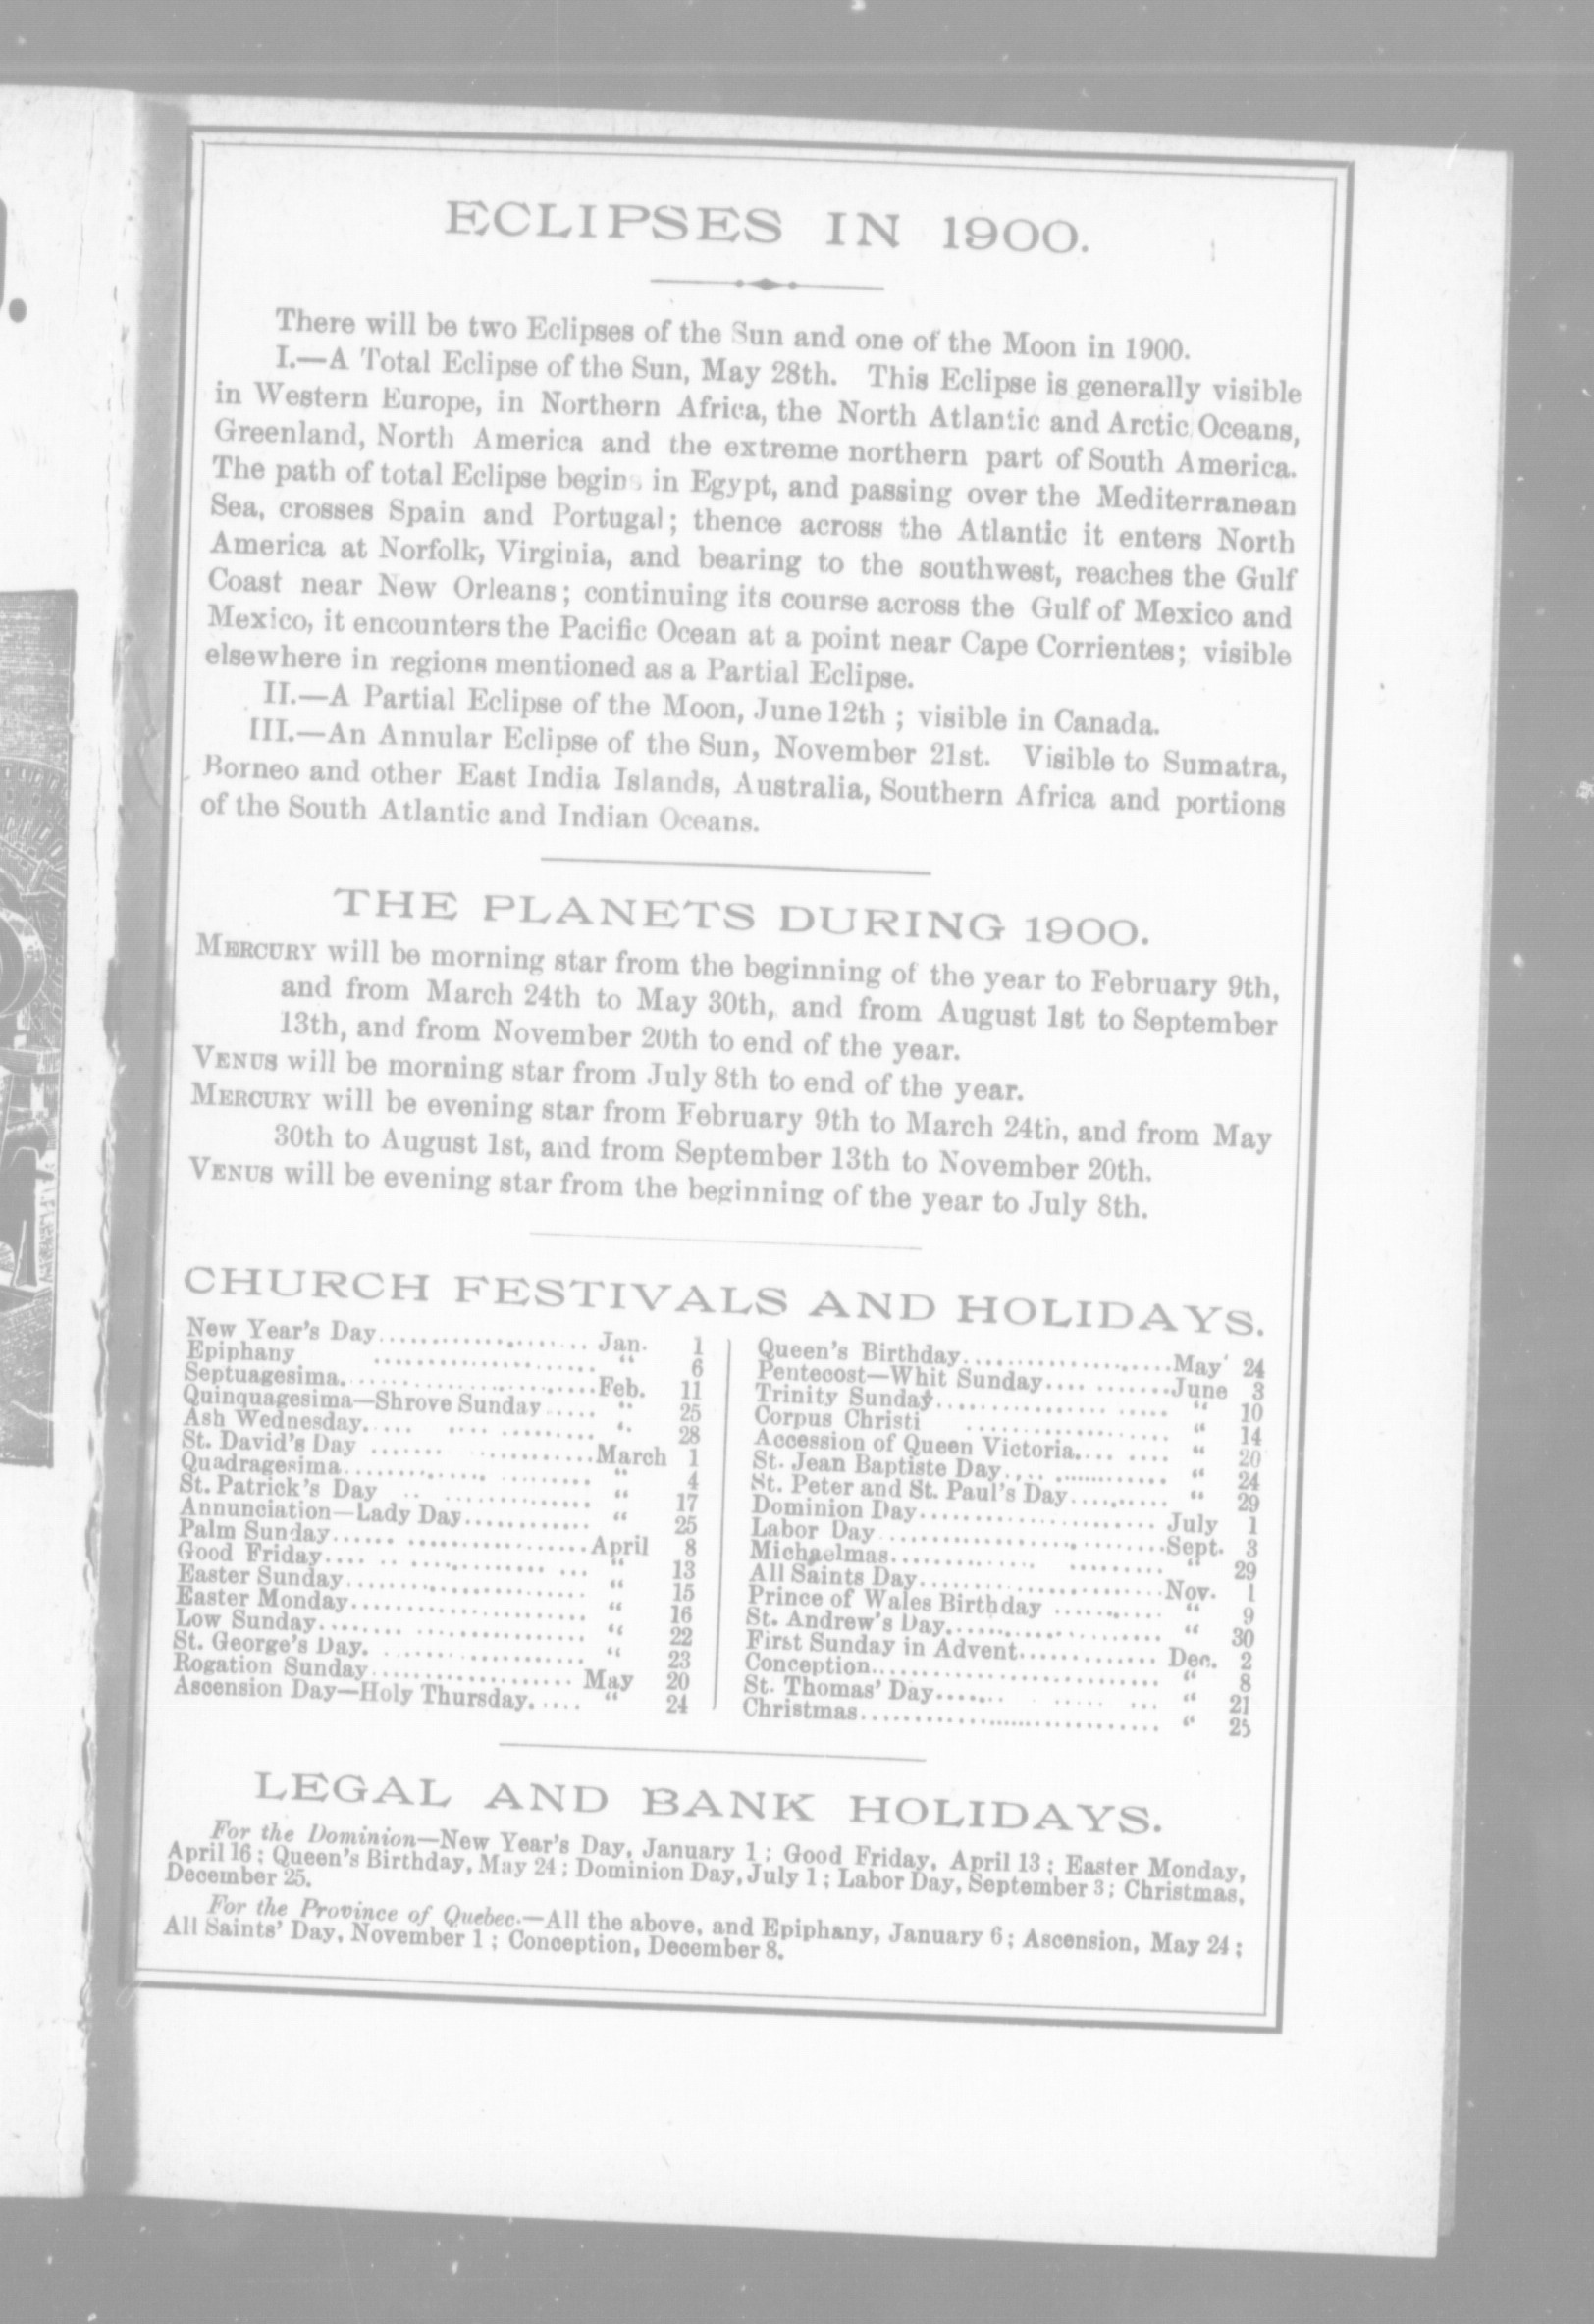 ECLIPSES IN 1900.
There will be two Eclipses of the Sun and one of the Moon in 1900.
I.—A Total Eclipse of the Sun, May 28th. This Eclipse is generally visible
in Western Europe, in Northern Africa, the North Atlantic and Arctic Oceans,
Greenland, North America and the extreme northern part of South America.
The path of total Eclipse begins in Egypt, and passing over the Mediterranean
Sea, crosses Spain and Portugal; thence across the Atlantic it enters North
America at Norfolk, Virginia, and bearing to the southwest, reaches the Gulf
Coast near New Orleans; continuing its course across the Gulf of Mexico and
Mexico, it encounters the Pacific Ocean at a point near Cape Corrientes; visible
elsewhere in regions mentioned as a Partial Eclipse.
II.—A Partial Eclipse of the Moon, June 12th; visible in Canada.
III.—An Annular Eclipse of the Sun, November 21st. Visible to Sumatra,
Borneo and other East India Islands, Australia, Southern Africa and portions
of the South Atlantic and Indian Oceans.
THE PLANETS DURING 1900.
MERCURY will be morning star from the beginning of the year to February 9th,
and from March 24th to May 30th, and from August 1st to September
13th, and from November 20th to end of the year.
VENUS will be morning star from July 8th to end of the year.
MERCURY will be evening star from February 9th to March 24th, and from May
30th to August 1st, and from September 13th to November 20th.
VENUS will be evening star from the beginning of the year to July 8th.
CHURCH FESTIVALS AND HOLIDAYS.
New Year's Day.......... Jan. 1
Epiphany .......... " 6
Septuagesima.......... Feb. 11
Quinquagesima—Shrove Sunday..... " 25
Ash Wednesday.......... " 28
St. David's Day .......... March 1
Quadragesima.......... " 4
St. Patrick's Day .......... " 17
Annunciation—Lady Day.......... " 25
Palm Sunday.......... April 8
Good Friday.......... " 13
Easter Sunday.......... " 15
Easter Monday.......... " 16
Low Sunday.......... " 22
St. George's Day.......... " 23
Rogation Sunday.......... May 20
Ascension Day—Holy Thursday..... " 24
Queen's Birthday.......... May 24
Pentecost—Whit Sunday.......... June 3
Trinity Sunday.......... " 10
Corpus Christi .......... " 14
Accession of Queen Victoria.......... " 20
St. Jean Baptiste Day.......... " 24
St. Peter and St. Paul's Day.......... " 29
Dominion Day.......... July 1
Labor Day.......... Sept. 3
Michaelmas.......... " 29
All Saints Day.......... Nov. 1
Prince of Wales Birthday .......... " 9
St. Andrew's Day.......... " 30
First Sunday in Advent.......... Dec. 2
Conception.......... " 8
St. Thomas' Day.......... " 21
Christmas.......... " 25
LEGAL AND BANK HOLIDAYS.
For the Dominion—New Year's Day, January 1; Good Friday, April 13; Easter Monday,
April 16; Queen's Birthday, May 24; Dominion Day, July 1; Labor Day, September 3; Christmas,
December 25.
For the Province of Quebec.—All the above, and Epiphany, January 6; Ascension, May 24;
All Saints' Day, November 1; Conception, December 8.